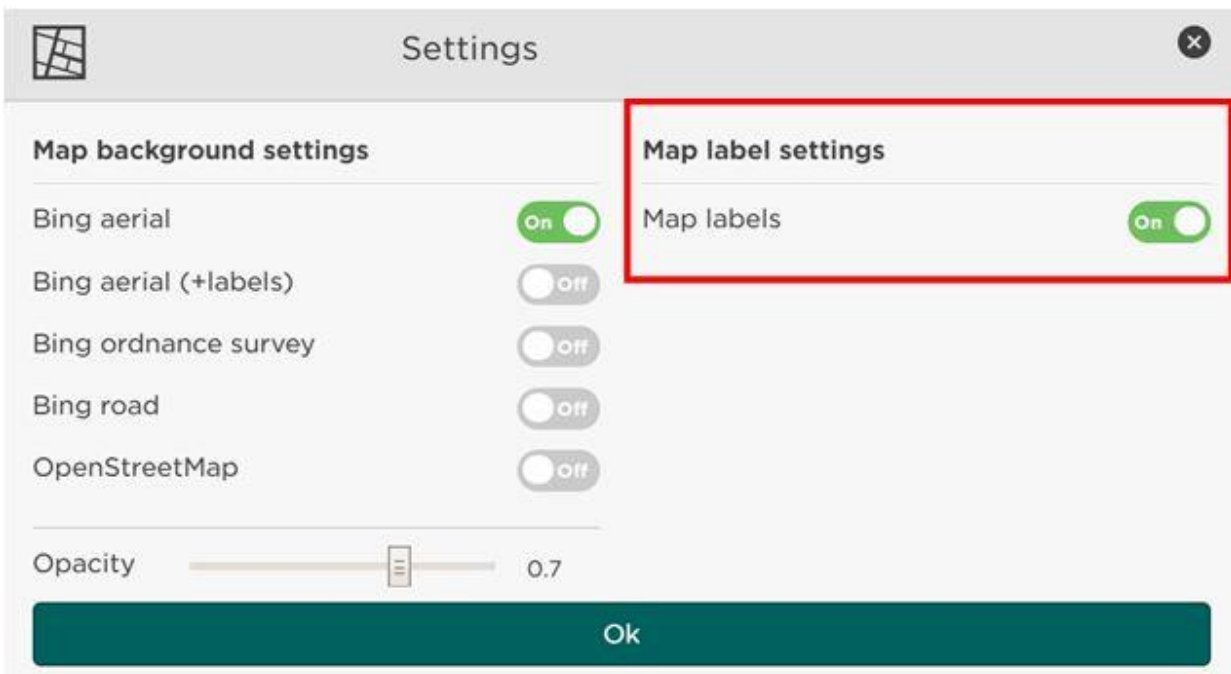 Settings
Map background settings
Bing aerial On
Bing aerial (+labels) Off
Bing ordnance survey Off
Bing road Off
OpenStreetMap Off
Opacity 0.7
Map label settings
Map labels On
Ok